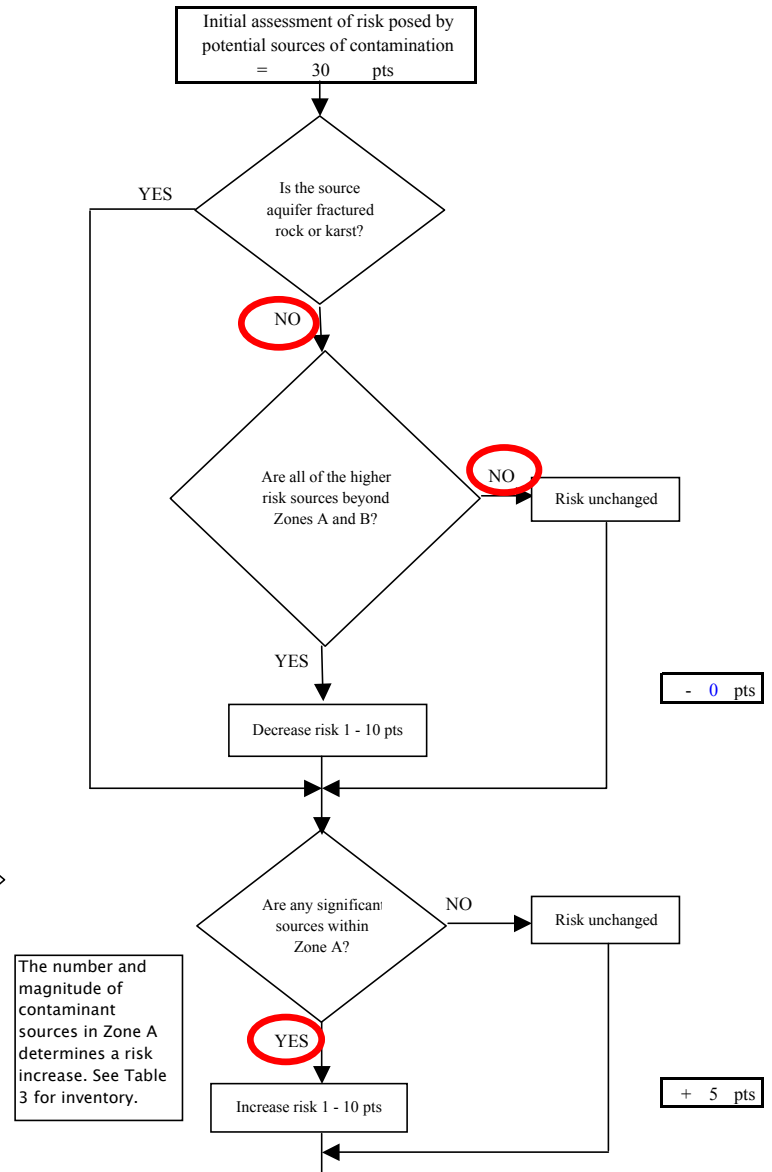 Initial assessment of risk posed by
potential sources of contamination
= 30 pts
YES
Is the source
aquifer fractured
rock or karst?
NO
Are all of the higher
risk sources beyond
Zones A and B?
NO
Risk unchanged
YES
- 0 pts
Decrease risk 1 - 10 pts
Are any significant
sources within
Zone A?
NO
Risk unchanged
The number and
magnitude of
contaminant
sources in Zone A
determines a risk
increase. See Table
3 for inventory.
YES
Increase risk 1 - 10 pts
+ 5 pts